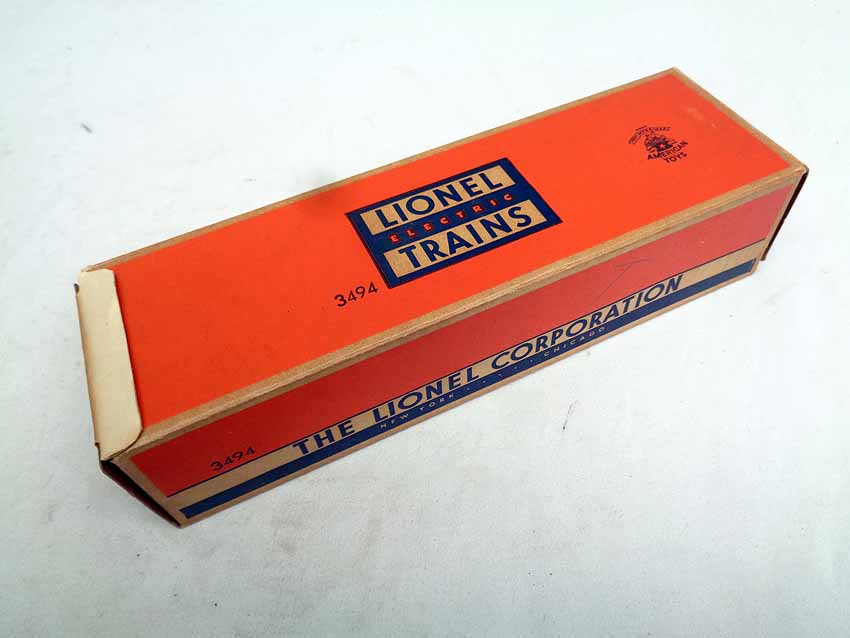 LIONEL
ELECTRIC
TRAINS
3494
AMERICAN
TOYS
3494
THE LIONEL CORPORATION
NEW YORK · · · · · CHICAGO